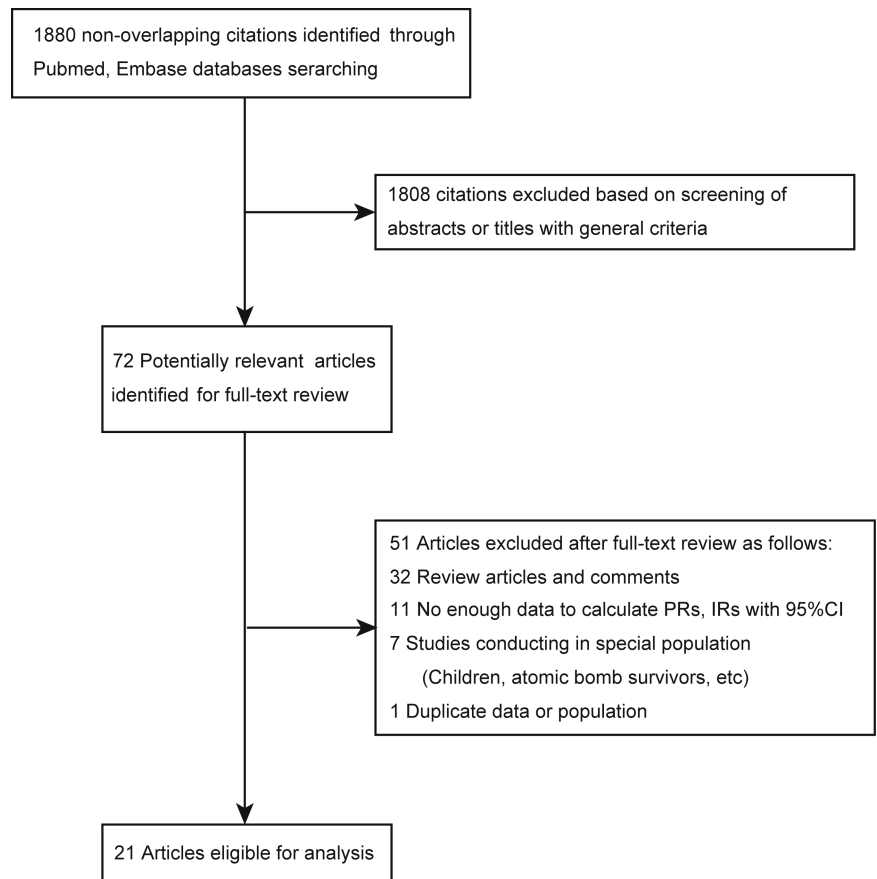 1880 non-overlapping citations identified through
Pubmed, Embase databases serarching
1808 citations excluded based on screening of
abstracts or titles with general criteria
72 Potentially relevant articles
identified for full-text review
51 Articles excluded after full-text review as follows:
32 Review articles and comments
11 No enough data to calculate PRs, IRs with 95%CI
7 Studies conducting in special population
(Children, atomic bomb survivors, etc)
1 Duplicate data or population
21 Articles eligible for analysis